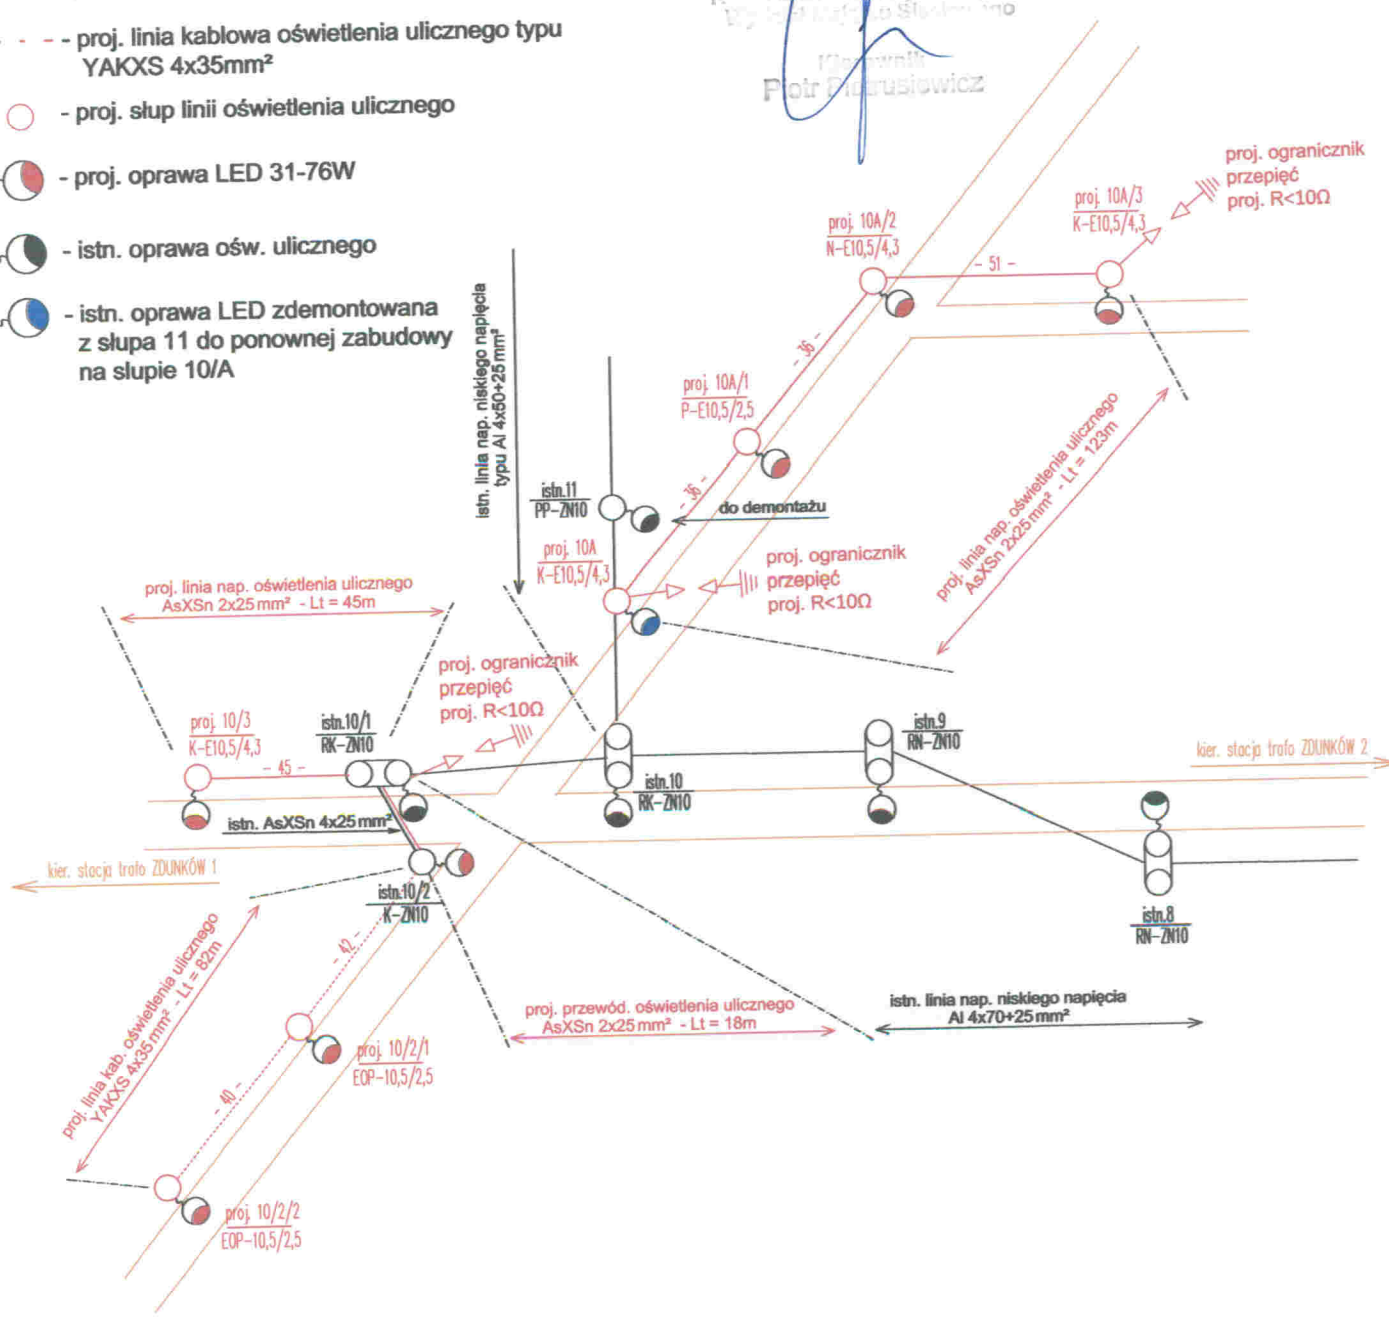 - proj. linia kablowa oświetlenia ulicznego typu
YAKXS 4x35mm²
- proj. słup linii oświetlenia ulicznego
- proj. oprawa LED 31-76W
- istn. oprawa ośw. ulicznego
- istn. oprawa LED zdemontowana
z słupa 11 do ponownej zabudowy
na slupie 10/A
Kierownik
Piotr Pietrusiewicz
proj. ogranicznik
przepięć
proj. R<10Ω
proj. 10A/3
K-E10,5/4,3
proj. 10A/2
N-E10,5/4,3
- 51 -
istn. linia nap. niskiego napięcia
typu Al 4x50+25mm²
- 36 -
proj. 10A/1
P-E10,5/2,5
- 36 -
proj. linia nap. oświetlenia ulicznego
AsXSn 2x25mm² - Lt = 123m
istn.11
PP-ZN10
do demontażu
proj. 10A
K-E10,5/4,3
proj. ogranicznik
przepięć
proj. R<10Ω
proj. linia nap. oświetlenia ulicznego
AsXSn 2x25mm² - Lt = 45m
proj. ogranicznik
przepięć
proj. R<10Ω
proj. 10/3
K-E10,5/4,3
istn.10/1
RK-ZN10
- 45 -
istn.9
RN-ZN10
kier. stacja trafo ZDUNKÓW 2
istn.10
RK-ZN10
istn. AsXSn 4x25mm²
kier. stacja trafo ZDUNKÓW 1
istn.10/2
K-ZN10
istn.8
RN-ZN10
- 42 -
proj. linia kab. oświetlenia ulicznego
YAKXS 4x35mm² - Lt = 82m
proj. przewód. oświetlenia ulicznego
AsXSn 2x25mm² - Lt = 18m
istn. linia nap. niskiego napięcia
Al 4x70+25mm²
proj. 10/2/1
EOP-10,5/2,5
- 40 -
proj. 10/2/2
EOP-10,5/2,5